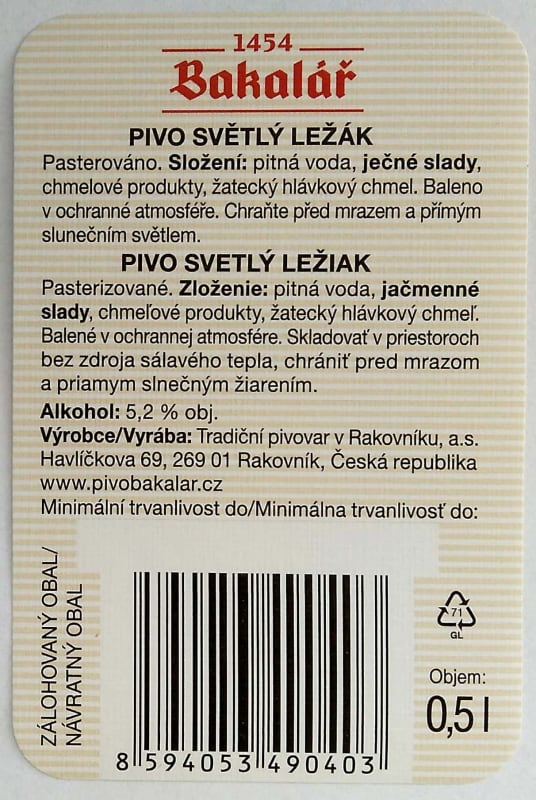 1454
Bakalář
PIVO SVĚTLÝ LEŽÁK
Pasterováno. Složení: pitná voda, ječné slady,
chmelové produkty, žatecký hlávkový chmel. Baleno
v ochranné atmosféře. Chraňte před mrazem a přímým
slunečním světlem.
PIVO SVETLÝ LEŽIAK
Pasterizované. Zloženie: pitná voda, jačmenné
slady, chmeľové produkty, žatecký hlávkový chmeľ.
Balené v ochrannej atmosfére. Skladovať v priestoroch
bez zdroja sálavého tepla, chrániť pred mrazom
a priamym slnečným žiarením.
Alkohol: 5,2 % obj.
Výrobce/Vyrába: Tradiční pivovar v Rakovníku, a.s.
Havlíčkova 69, 269 01 Rakovník, Česká republika
www.pivobakalar.cz
Minimální trvanlivost do/Minimálna trvanlivosť do:
ZÁLOHOVANÝ OBAL/
NÁVRATNÝ OBAL
71
GL
Objem:
0,5 l
8 594053 490403